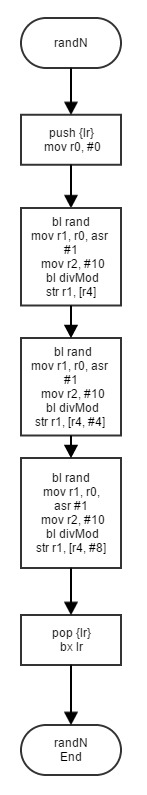 randN
push {lr}
mov r0, #0
bl rand
mov r1, r0, asr
#1
mov r2, #10
bl divMod
str r1, [r4]
bl rand
mov r1, r0, asr
#1
mov r2, #10
bl divMod
str r1, [r4, #4]
bl rand
mov r1, r0,
asr #1
mov r2, #10
bl divMod
str r1, [r4, #8]
pop {lr}
bx lr
randN
End